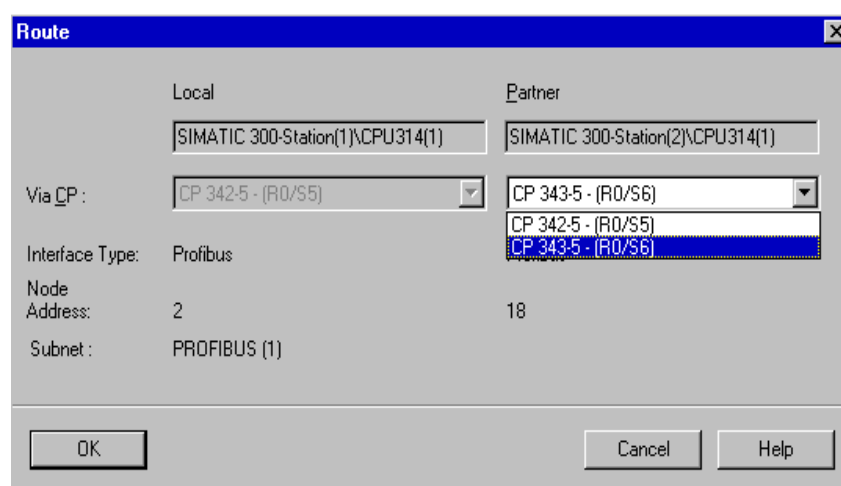 Route
Local Partner
SIMATIC 300-Station(1)\CPU314(1) SIMATIC 300-Station(2)\CPU314(1)
Via CP : CP 342-5 - (R0/S5) CP 343-5 - (R0/S6)
CP 342-5 - (R0/S5)
CP 343-5 - (R0/S6)
Interface Type: Profibus
Node
Address: 2 18
Subnet : PROFIBUS (1)
OK Cancel Help